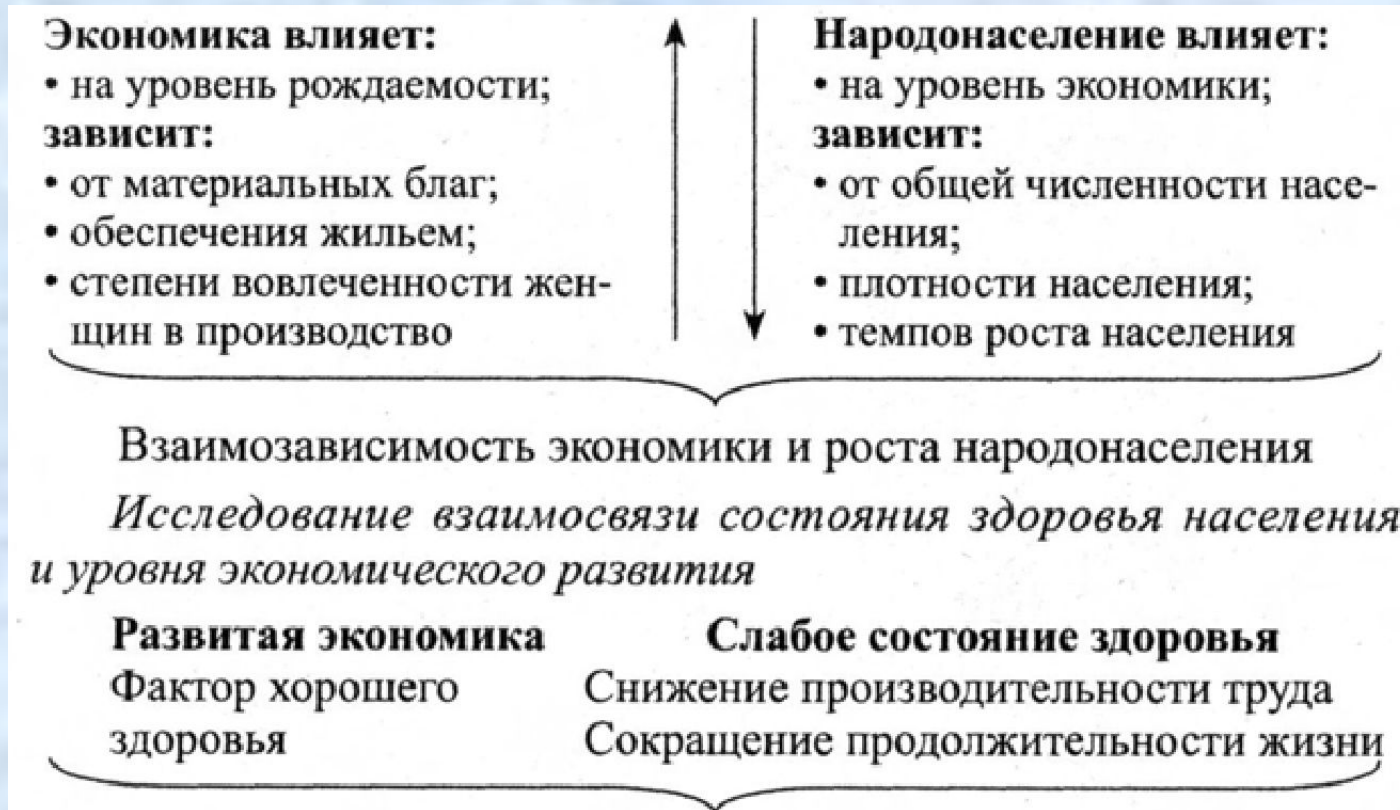 Экономика влияет:
• на уровень рождаемости;
зависит:
• от материальных благ;
• обеспечения жильем;
• степени вовлеченности жен-
щин в производство
Народонаселение влияет:
• на уровень экономики;
зависит:
• от общей численности насе-
ления;
• плотности населения;
• темпов роста населения
Взаимозависимость экономики и роста народонаселения
Исследование взаимосвязи состояния здоровья населения
и уровня экономического развития
Развитая экономика
Фактор хорошего
здоровья
Слабое состояние здоровья
Снижение производительности труда
Сокращение продолжительности жизни